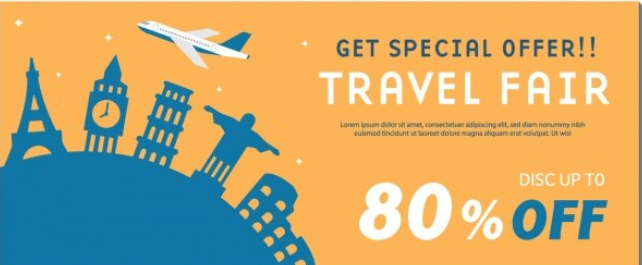 GET SPECIAL OFFER!!
TRAVEL FAIR
Lorem ipsum dolor sit amet, consectetuer adipiscing elit, sed diam nonummy nibh
euismod tincidunt ut laoreet dolore magna aliquam erat volutpat. Ut wisi
DISC UP TO
80% OFF